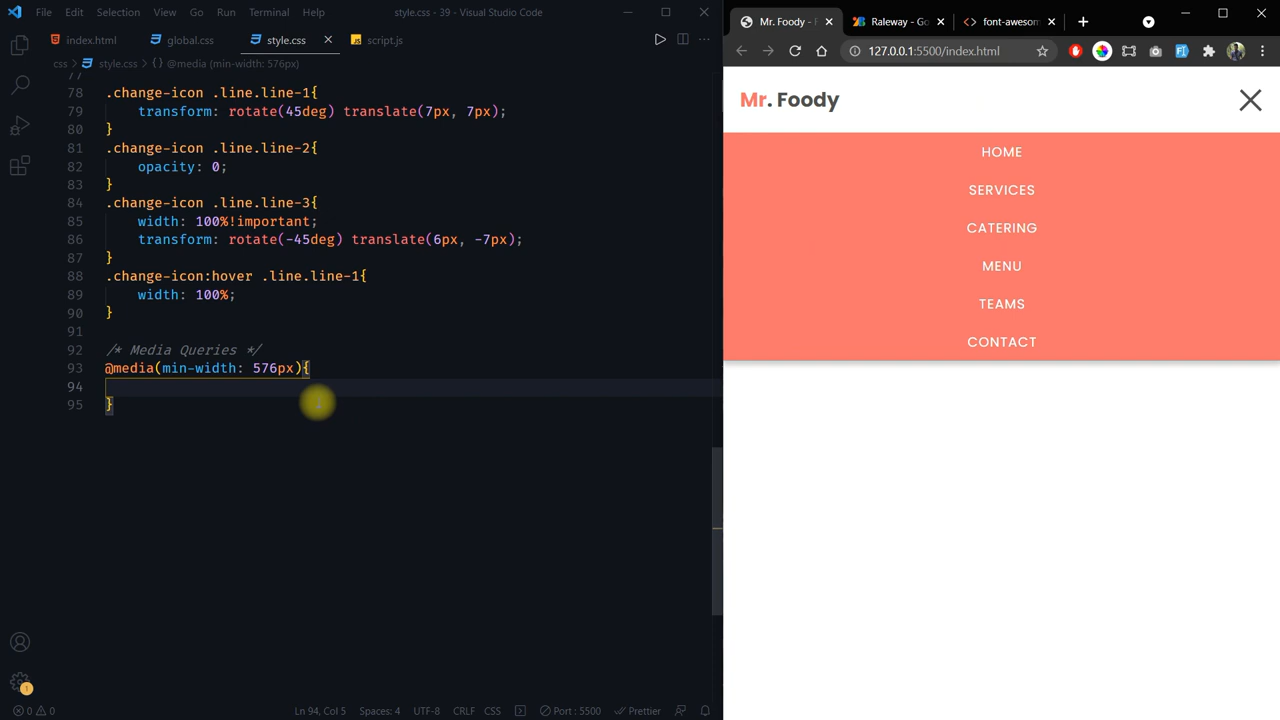 File Edit Selection View Go Run Terminal Help
style.css - 39 - Visual Studio Code
index.html
global.css
style.css
script.js
css > style.css > {} @media (min-width: 576px)
77
78 .change-icon .line.line-1{
79 transform: rotate(45deg) translate(7px, 7px);
80 }
81 .change-icon .line.line-2{
82 opacity: 0;
83 }
84 .change-icon .line.line-3{
85 width: 100%!important;
86 transform: rotate(-45deg) translate(6px, -7px);
87 }
88 .change-icon:hover .line.line-1{
89 width: 100%;
90 }
91
92 /* Media Queries */
93 @media(min-width: 576px){
94
95 }
1
0 0
Ln 94, Col 5
Spaces: 4
UTF-8
CRLF
CSS
Port : 5500
Prettier
Mr. Foody - F
Raleway - Go
font-awesom
127.0.0.1:5500/index.html
Mr. Foody
HOME
SERVICES
CATERING
MENU
TEAMS
CONTACT